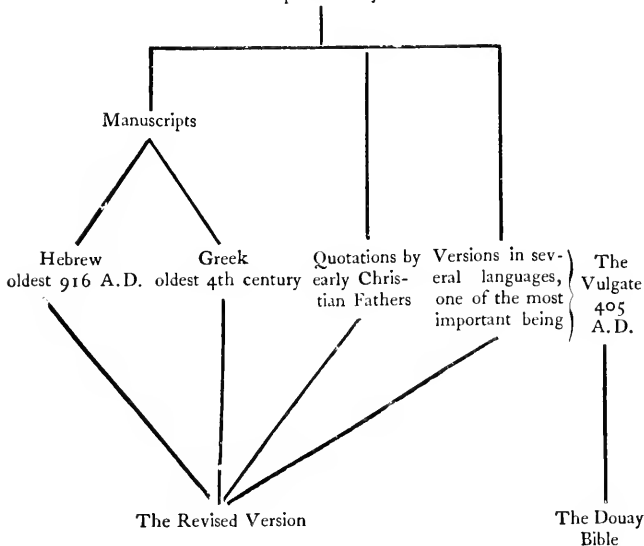 Manuscripts
Hebrew
oldest 916 A.D.
Greek
oldest 4th century
Quotations by
early Chris-
tian Fathers
Versions in sev-
eral languages,
one of the most
important being
The
Vulgate
405
A.D.
The Revised Version
The Douay
Bible